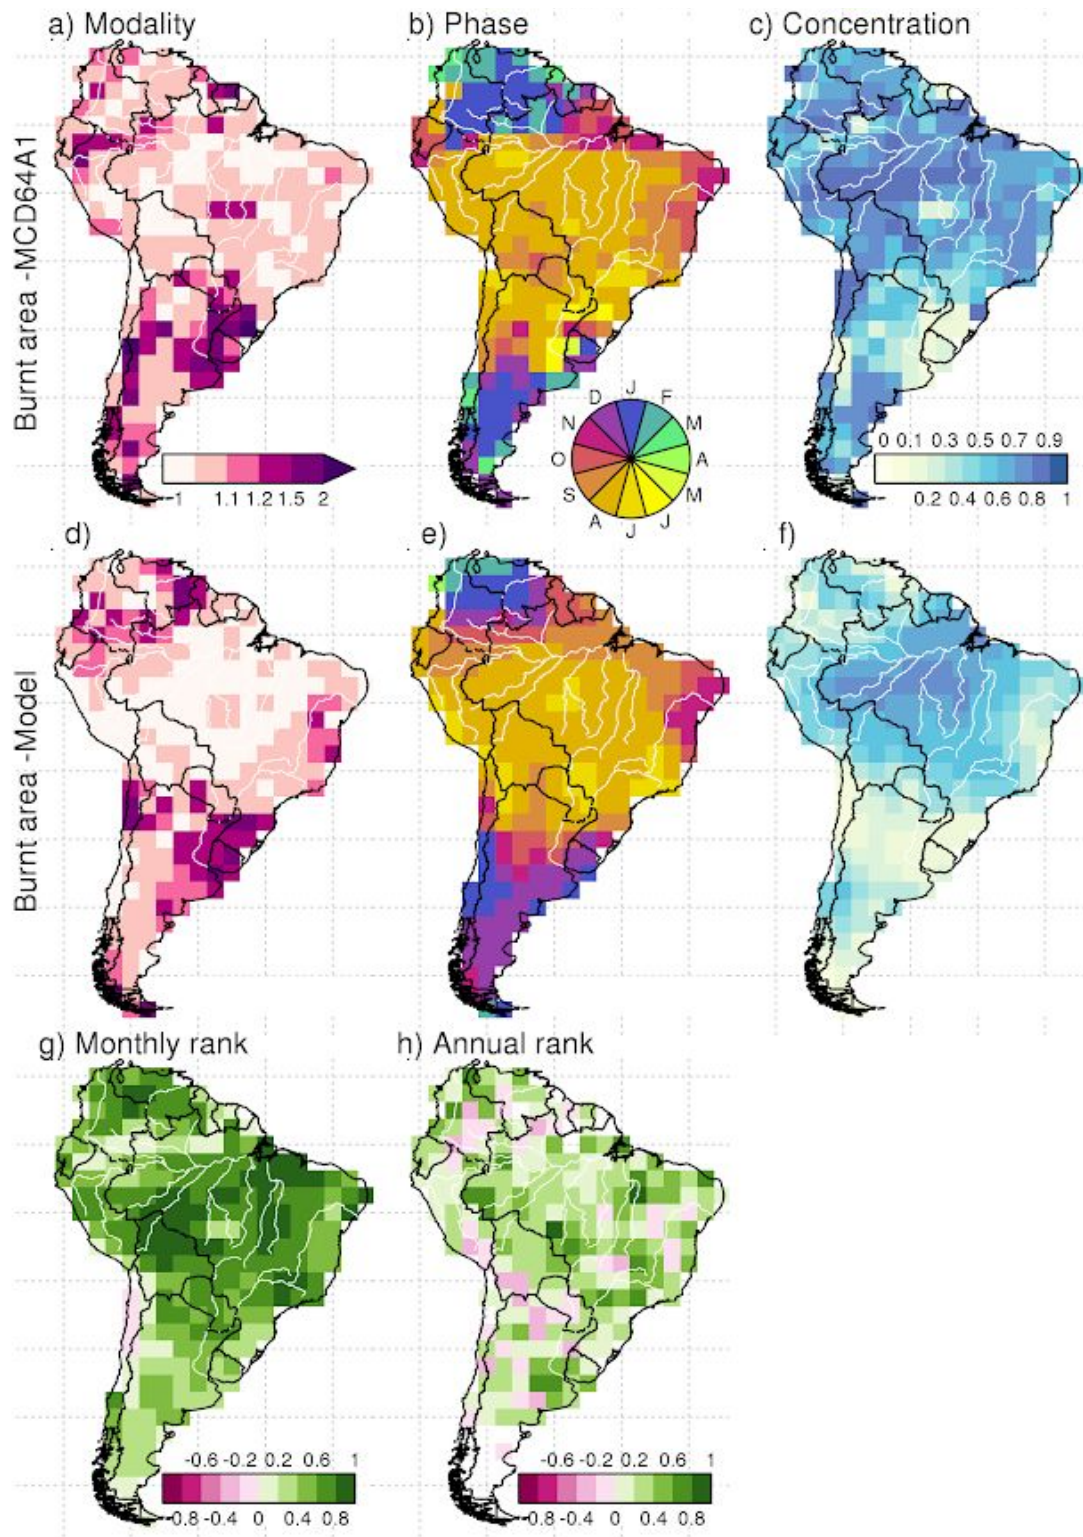 a) Modality
b) Phase
c) Concentration
Burnt area -MCD64A1
J
D F
N M
O A
S M
A J
J
1 1.1 1.2 1.5 2
0 0.1 0.3 0.5 0.7 0.9
0.2 0.4 0.6 0.8 1
d)
e)
f)
Burnt area -Model
g) Monthly rank
h) Annual rank
-0.6 -0.2 0.2 0.6 1
-0.8 -0.4 0 0.4 0.8
-0.6 -0.2 0.2 0.6 1
-0.8 -0.4 0 0.4 0.8